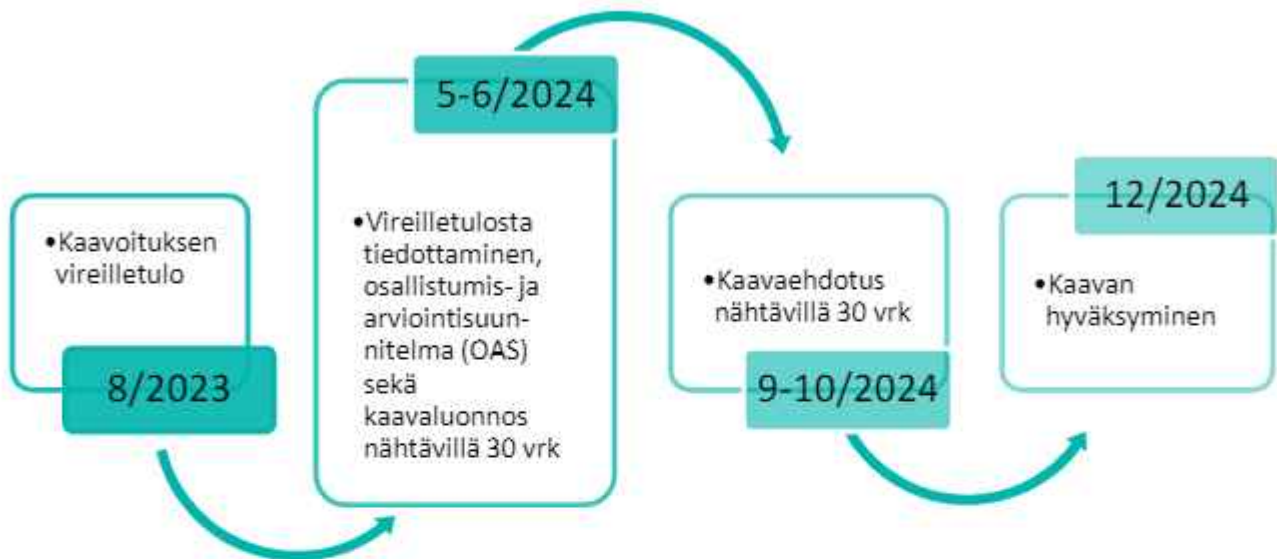 •Kaavoituksen
vireilletulo
8/2023
5-6/2024
•Vireilletulosta
tiedottaminen,
osallistumis- ja
arviointisuun-
nitelma (OAS)
sekä
kaavaluonnos
nähtävillä 30 vrk
•Kaavaehdotus
nähtävillä 30 vrk
9-10/2024
12/2024
•Kaavan
hyväksyminen